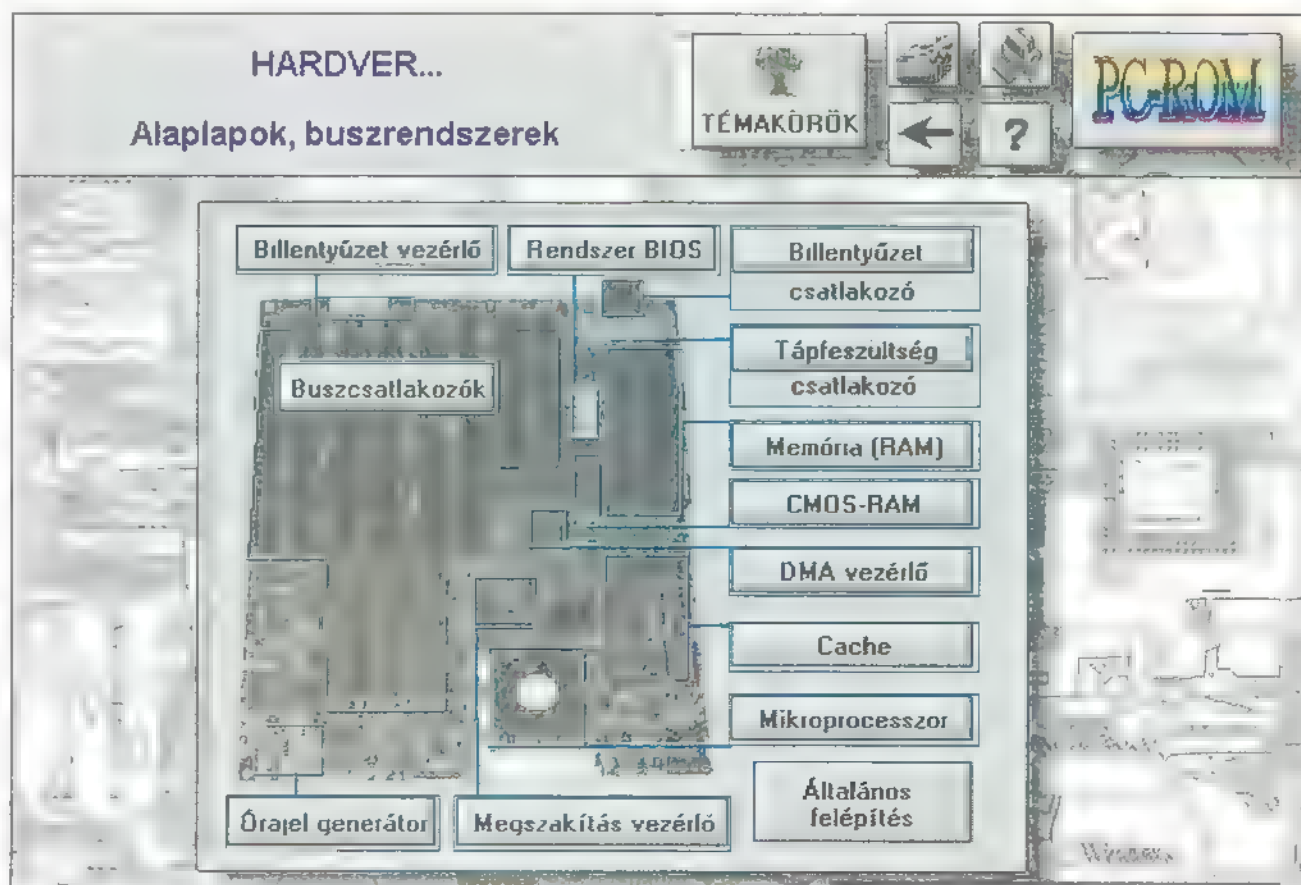 HARDVER...
Alaplapok, buszrendszerek
TÉMAKÖRÖK
?
PC-ROM
Billentyűzet vezérlő
Rendszer BIOS
Billentyűzet
csatlakozó
Tápfeszültség
csatlakozó
Buszcsatlakozók
Memória (RAM)
CMOS-RAM
DMA vezérlő
Cache
Mikroprocesszor
Általános
felépítés
Órajel generátor
Megszakítás vezérlő